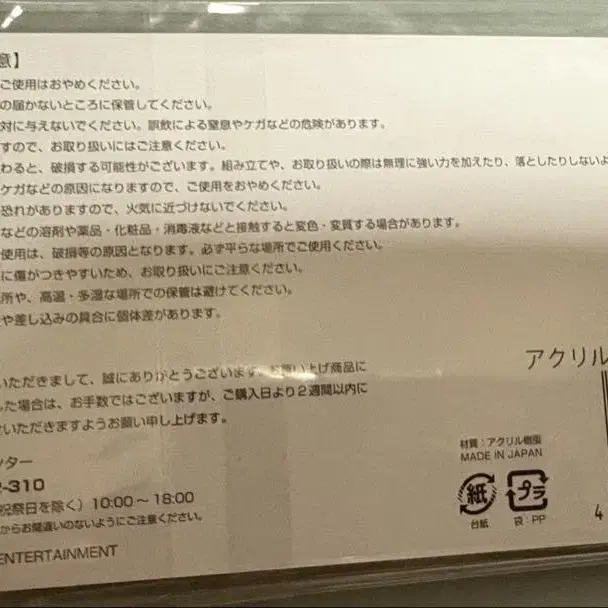 意】
ご使用はおやめください。
の届かないところに保管してください。
対に与えないでください。誤飲による窒息やケガなどの危険があります。
すので、お取り扱いにはご注意ください。
わると、破損する可能性がございます。組み立てや、お取り扱いの際は無理に強い力を加えたり、落としたりしないよ
ケガなどの原因になりますので、ご使用をおやめください。
恐れがありますので、火気に近づけないでください。
などの溶剤や薬品・化粧品・消毒液などと接触すると変色・変質する場合があります。
使用は、破損等の原因となります。必ず平らな場所でご使用ください。
に傷がつきやすいため、お取り扱いにご注意ください。
所や、高温・多湿な場所での保管は避けてください。
や差し込みの具合に個体差があります。
アクリル
いただきまして、誠にありがとうございます。お買い上げ商品に
した場合は、お手数ではございますが、ご購入日より2週間以内に
いただきますようお願い申し上げます。
ンター
2-310
祝祭日を除く) 10:00～18:00
からお間違いのないようにご注意ください。
ENTERTAINMENT
材質：アクリル樹脂
MADE IN JAPAN
紙 プラ
台紙 袋：PP
4